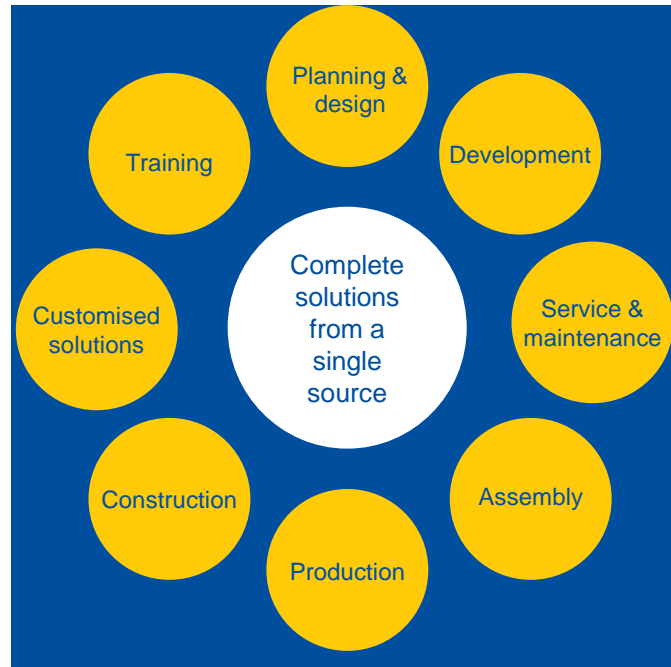 Planning &
design
Development
Service &
maintenance
Assembly
Production
Construction
Customised
solutions
Training
Complete
solutions
from a
single
source